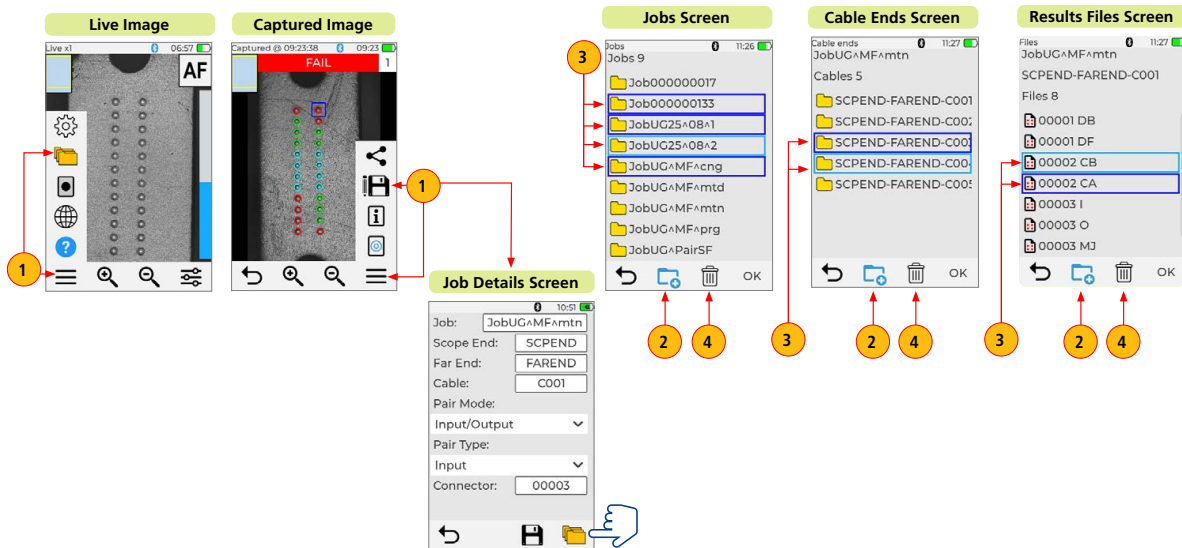 Live Image
Live x1 06:57
AF
?
1
Captured Image
Captured @ 09:23:38 09:23
FAIL 1
i
1
Job Details Screen
10:51
Job: JobUG^MF^mtn
Scope End: SCPEND
Far End: FAREND
Cable: C001
Pair Mode:
Input/Output
Pair Type:
Input
Connector: 00003
Jobs Screen
Jobs 11:26
Jobs 9
3
Job000000017
Job000000133
JobUG25^08^1
JobUG25^08^2
JobUG^MF^cng
JobUG^MF^mtd
JobUG^MF^mtn
JobUG^MF^prg
JobUG^PairSF
OK
2 4
Cable Ends Screen
Cable ends 11:27
JobUG^MF^mtn
Cables 5
SCPEND-FAREND-C001
SCPEND-FAREND-C002
SCPEND-FAREND-C003
SCPEND-FAREND-C004
SCPEND-FAREND-C005
OK
3 2 4
Results Files Screen
Files 11:27
JobUG^MF^mtn
SCPEND-FAREND-C001
Files 8
00001 DB
00001 DF
00002 CB
00002 CA
00003 I
00003 O
00003 MJ
OK
3 2 4